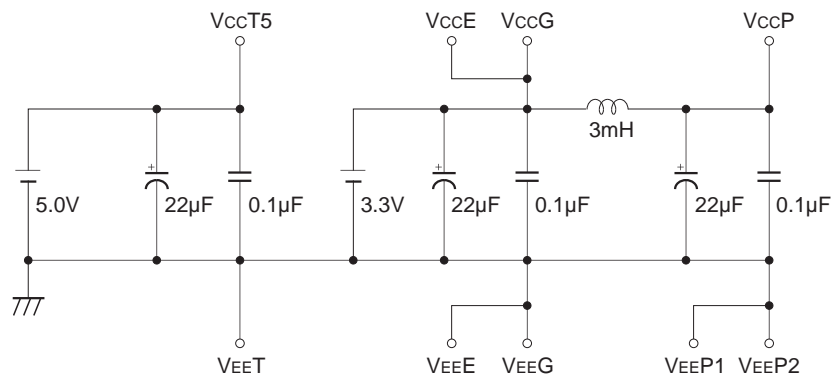 VCCT5
VCCE
VCCG
VCCP
3mH
+
+
+
5.0V
22µF
0.1µF
3.3V
22µF
0.1µF
22µF
0.1µF
VEET
VEEE
VEEG
VEEP1
VEEP2